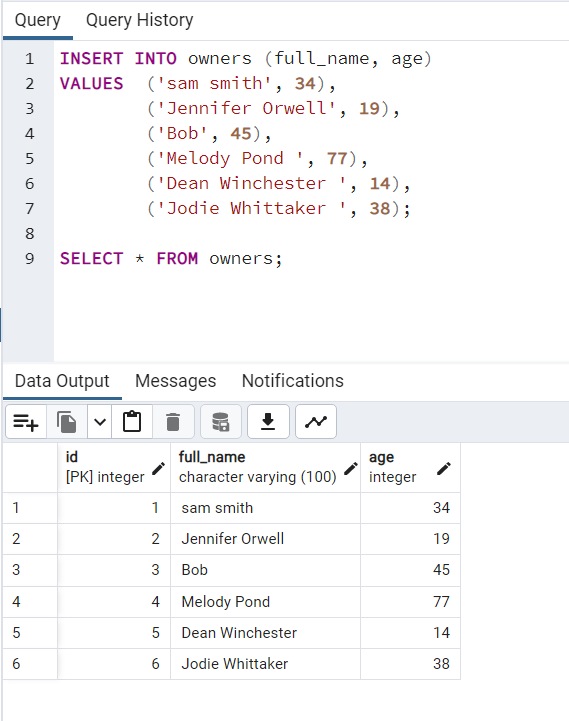 Query Query History
1 INSERT INTO owners (full_name, age)
2 VALUES ('sam smith', 34),
3 ('Jennifer Orwell', 19),
4 ('Bob', 45),
5 ('Melody Pond ', 77),
6 ('Dean Winchester ', 14),
7 ('Jodie Whittaker ', 38);
8
9 SELECT * FROM owners;
Data Output Messages Notifications
id full_name age
[PK] integer character varying (100) integer
1 1 sam smith 34
2 2 Jennifer Orwell 19
3 3 Bob 45
4 4 Melody Pond 77
5 5 Dean Winchester 14
6 6 Jodie Whittaker 38